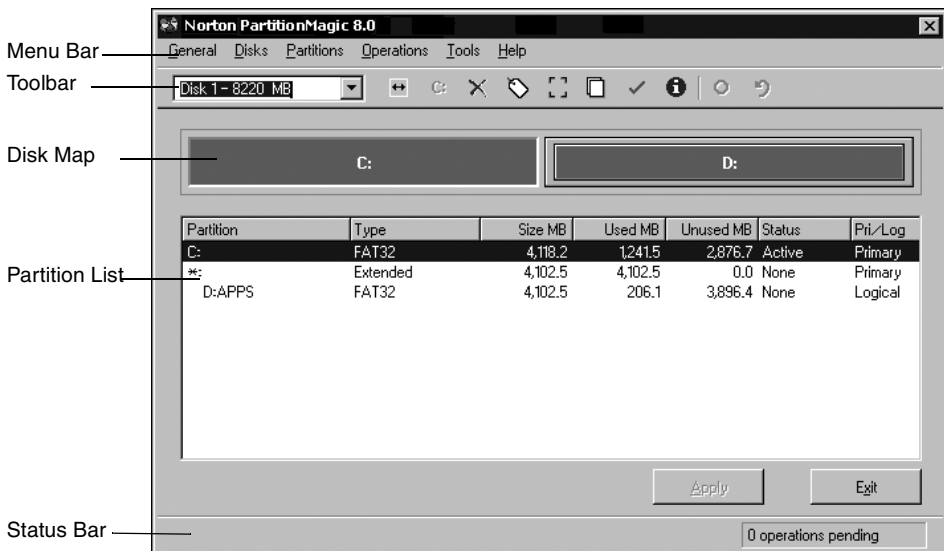 Norton PartitionMagic 8.0
Menu Bar
General Disks Partitions Operations Tools Help
Toolbar
Disk 1 - 8220 MB
C:
Disk Map
C: D:
Partition Type Size MB Used MB Unused MB Status Pri/Log
C: FAT32 4,118.2 1,241.5 2,876.7 Active Primary
Partition List
*: Extended 4,102.5 4,102.5 0.0 None Primary
D:APPS FAT32 4,102.5 206.1 3,896.4 None Logical
Apply Exit
Status Bar
0 operations pending